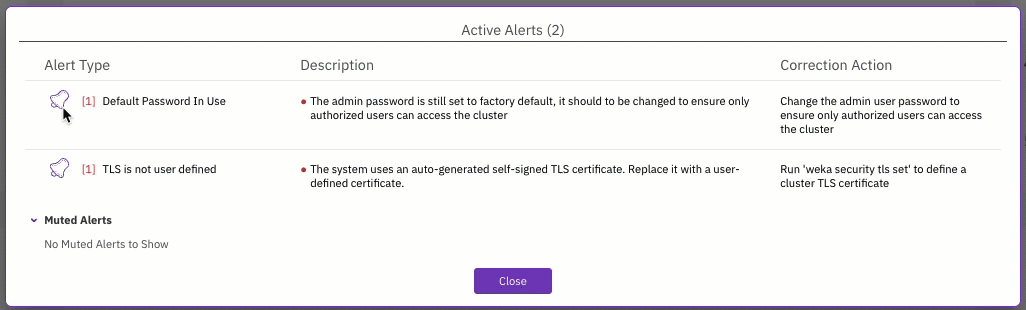 Active Alerts (2)
Alert Type Description Correction Action
[1] Default Password In Use
• The admin password is still set to factory default, it should to be changed to ensure only
authorized users can access the cluster
Change the admin user password to
ensure only authorized users can access
the cluster
[1] TLS is not user defined
• The system uses an auto-generated self-signed TLS certificate. Replace it with a user-
defined certificate.
Run 'weka security tls set' to define a
cluster TLS certificate
Muted Alerts
No Muted Alerts to Show
Close